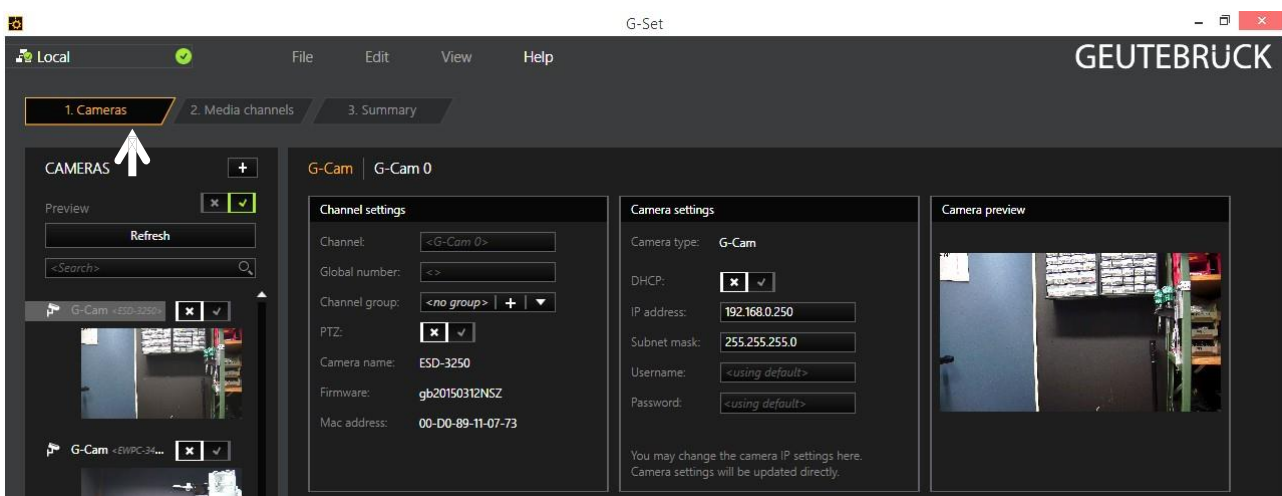 G-Set
Local File Edit View Help GEUTEBRÜCK
1. Cameras 2. Media channels 3. Summary
CAMERAS +
Preview
Refresh
<Search>
G-Cam <ESD-3250>
G-Cam <EWPC-34...
G-Cam G-Cam 0
Channel settings
Channel: <G-Cam 0>
Global number: <>
Channel group: <no group> +
PTZ:
Camera name: ESD-3250
Firmware: gb20150312NSZ
Mac address: 00-D0-89-11-07-73
Camera settings
Camera type: G-Cam
DHCP:
IP address: 192.168.0.250
Subnet mask: 255.255.255.0
Username: <using default>
Password: <using default>
You may change the camera IP settings here.
Camera settings will be updated directly.
Camera preview